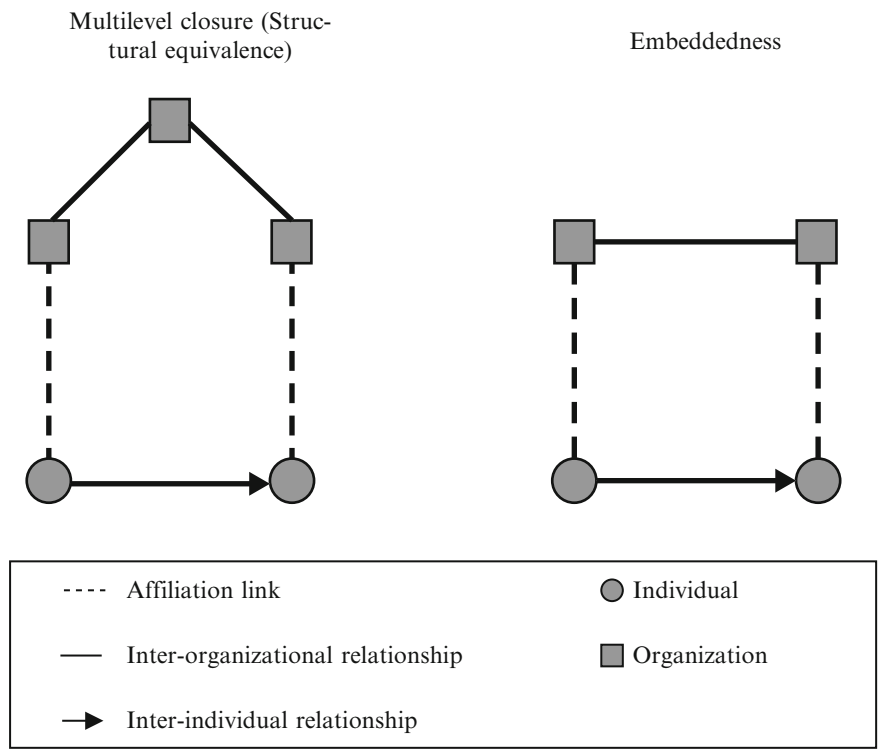 Multilevel closure (Struc-
tural equivalence)
Embeddedness
Affiliation link
Individual
Inter-organizational relationship
Organization
Inter-individual relationship